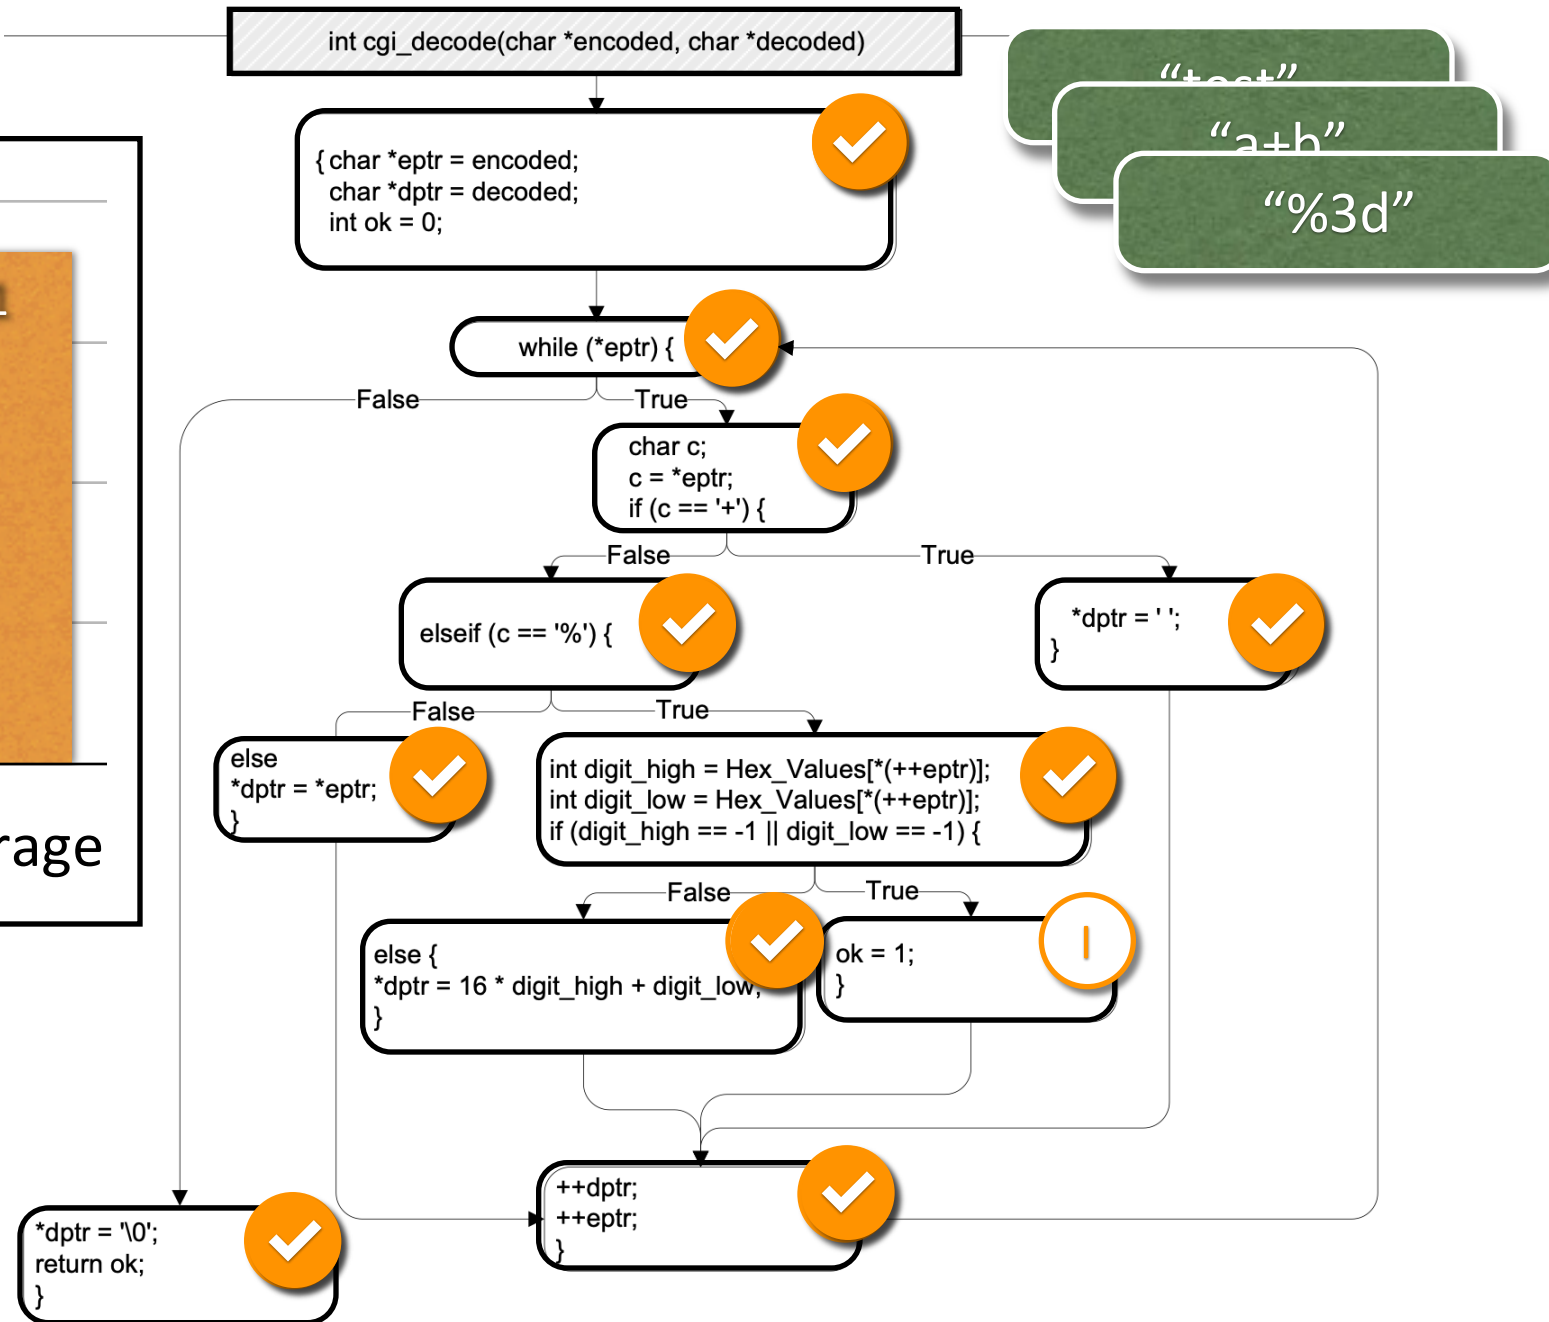 int cgi_decode(char *encoded, char *decoded)
“test”
“a+b”
“%3d”
{ char *eptr = encoded;
char *dptr = decoded;
int ok = 0;
while (*eptr) {
False
True
char c;
c = *eptr;
if (c == '+') {
False
True
elseif (c == '%') {
*dptr = ' ';
}
False
True
else
*dptr = *eptr;
}
int digit_high = Hex_Values[*(++eptr)];
int digit_low = Hex_Values[*(++eptr)];
if (digit_high == -1 || digit_low == -1) {
rage
False
True
else {
*dptr = 16 * digit_high + digit_low;
}
ok = 1;
}
++dptr;
++eptr;
}
*dptr = '\0';
return ok;
}